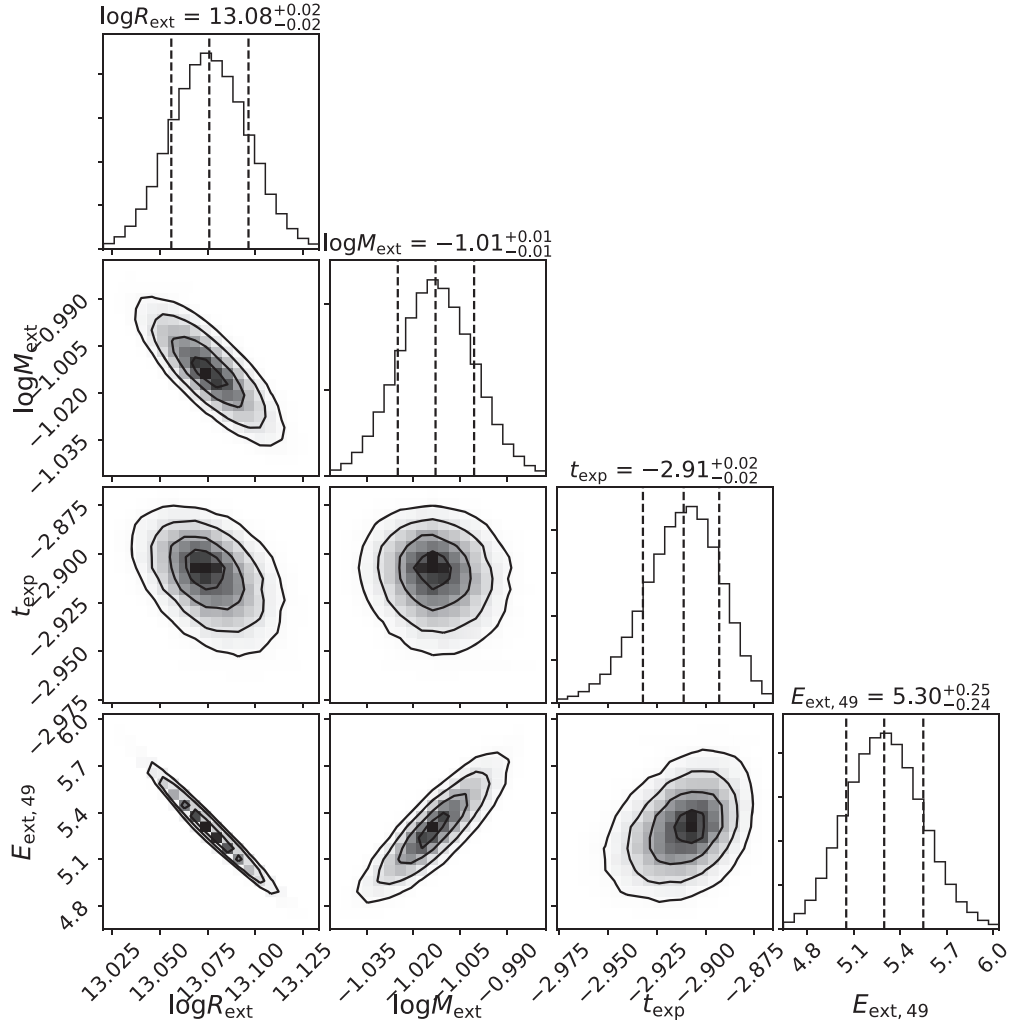 logR_ext = 13.08 +0.02 −0.02
logM_ext = −1.01 +0.01 −0.01
t_exp = −2.91 +0.02 −0.02
E_ext, 49 = 5.30 +0.25 −0.24
logM_ext
−0.990
−1.005
−1.020
−1.035
t_exp
−2.875
−2.900
−2.925
−2.950
−2.975
E_ext, 49
6.0
5.7
5.4
5.1
4.8
13.025 13.050 13.075 13.100 13.125
−1.035 −1.020 −1.005 −0.990
−2.975 −2.950 −2.925 −2.900 −2.875
4.8 5.1 5.4 5.7 6.0
logR_ext logM_ext t_exp E_ext, 49